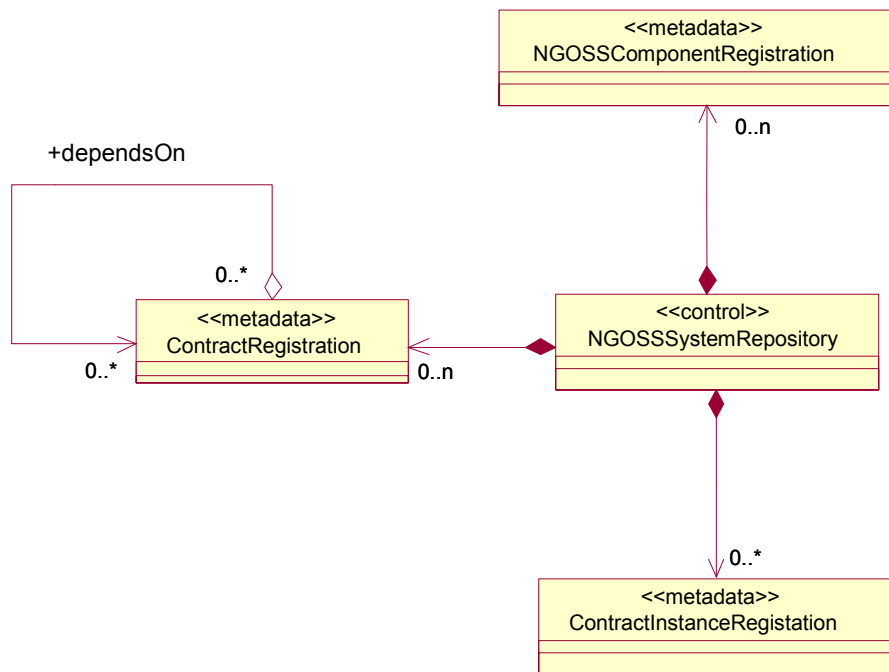 <<metadata>>
NGOSSComponentRegistration
0..n
+dependsOn
0..*
<<metadata>>
ContractRegistration
0..*
0..n
<<control>>
NGOSSSystemRepository
0..*
<<metadata>>
ContractInstanceRegistation